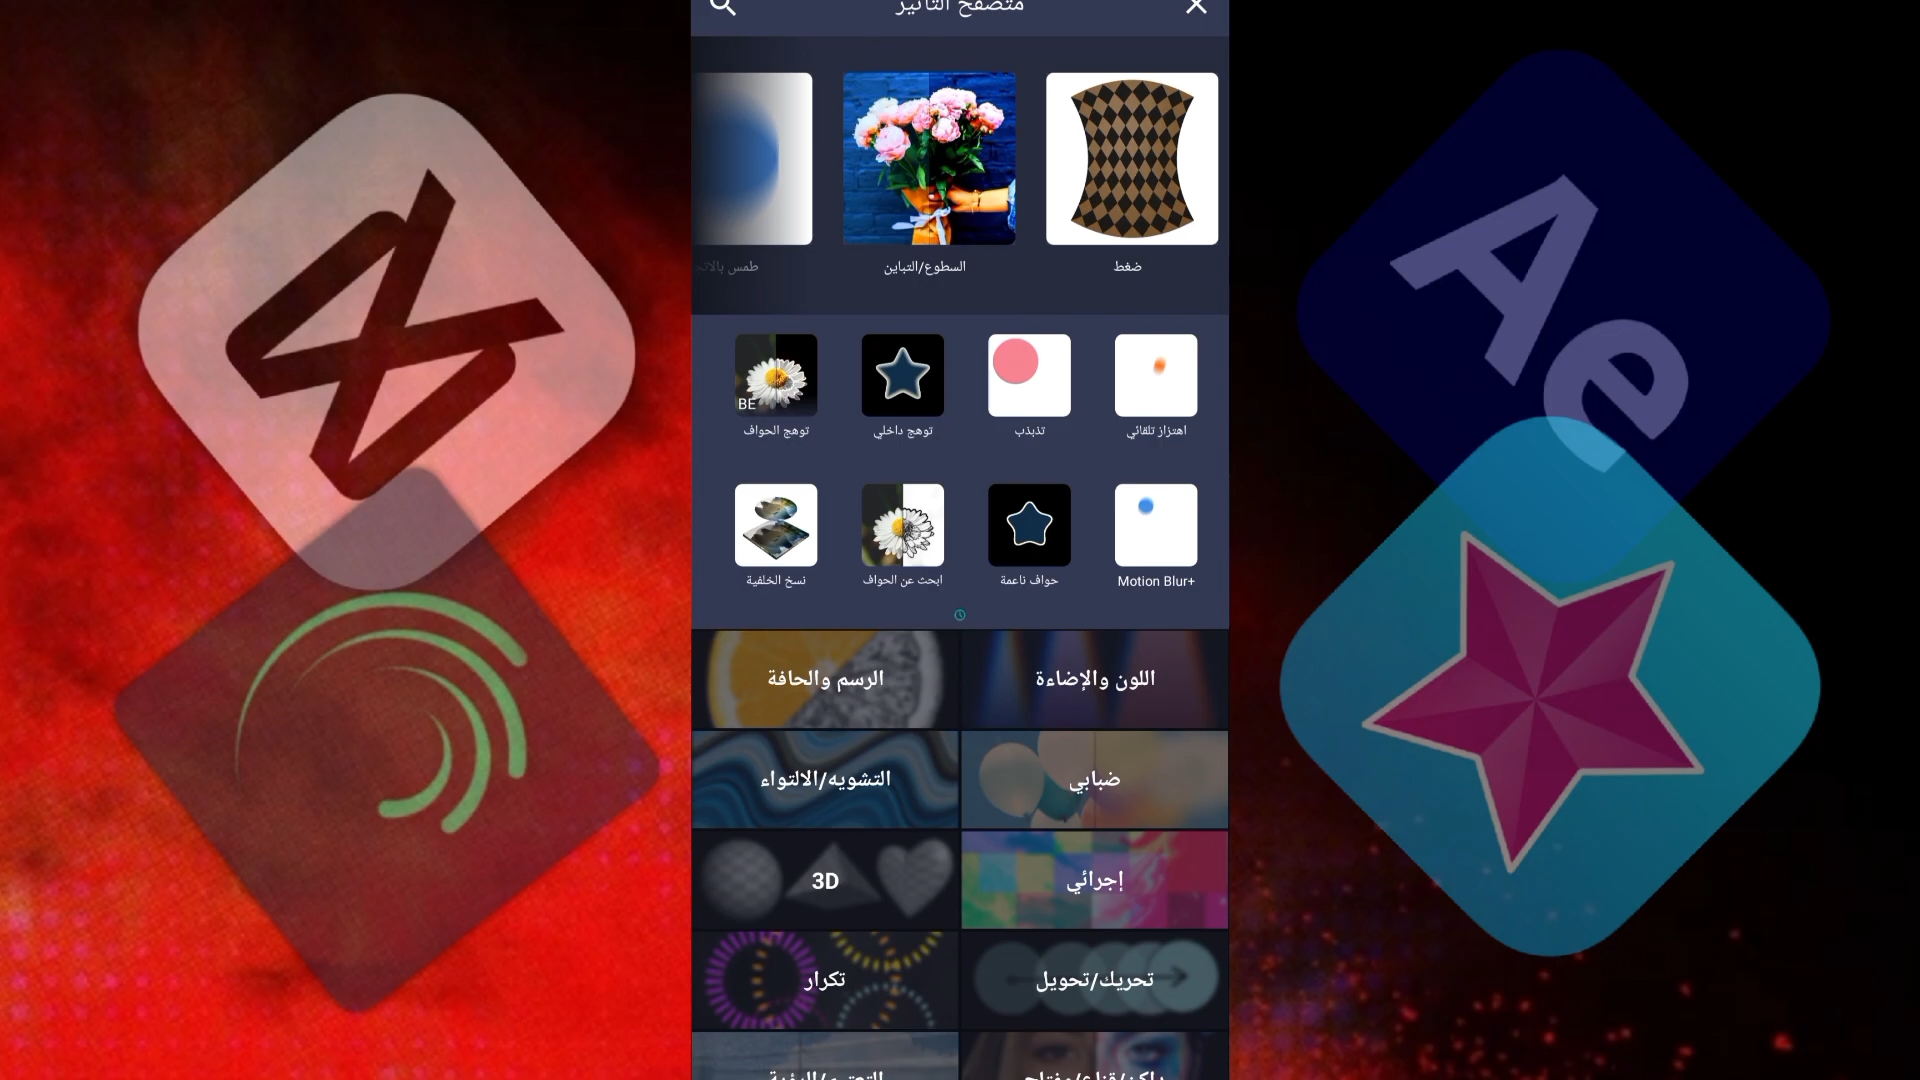 متصفح التأثير
ضغط
السطوع/التباين
طمس بالاتج
اهتزاز تلقائي
تذبذب
توهج داخلي
توهج الحواف
BE
Motion Blur+
حواف ناعمة
ابحث عن الحواف
نسخ الخلفية
اللون والإضاءة
الرسم والحافة
ضبابي
التشويه/الالتواء
إجرائي
3D
تحريك/تحويل
تكرار
Ae